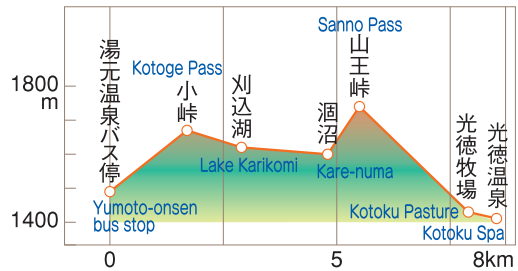 Sanno Pass
山王峠
Kotoge Pass
小峠
湯元温泉バス停
刈込湖
涸沼
光徳牧場
光徳温泉
1800
m
Lake Karikomi
Kare-numa
Yumoto-onsen
bus stop
Kotoku Pasture
Kotoku Spa
1400
0
5
8km